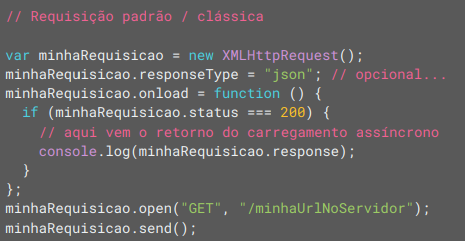 // Requisição padrão / clássica

var minhaRequisicao = new XMLHttpRequest();
minhaRequisicao.responseType = "json"; // opcional...
minhaRequisicao.onload = function () {
  if (minhaRequisicao.status === 200) {
    // aqui vem o retorno do carregamento assíncrono
    console.log(minhaRequisicao.response);
  }
};
minhaRequisicao.open("GET", "/minhaUrlNoServidor");
minhaRequisicao.send();